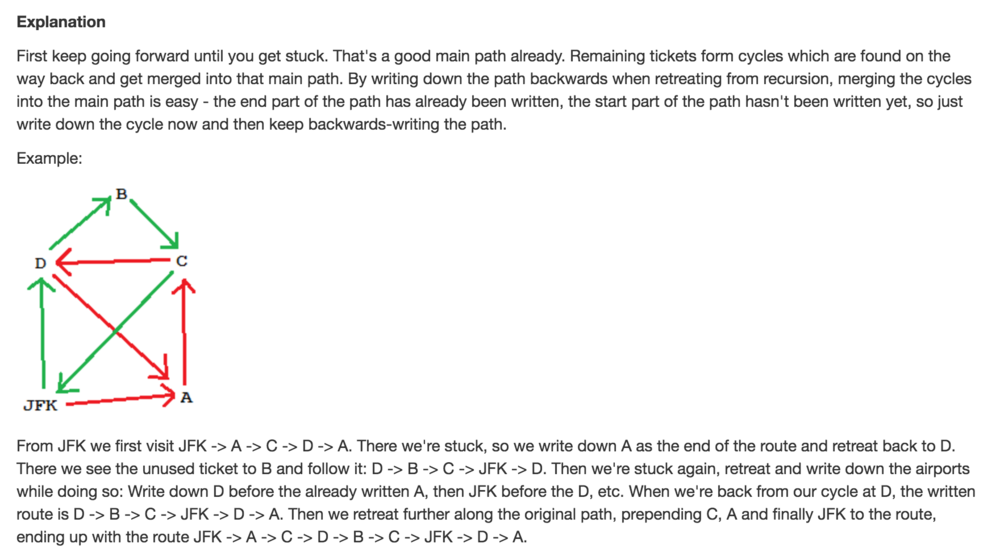 Explanation
First keep going forward until you get stuck. That's a good main path already. Remaining tickets form cycles which are found on the
way back and get merged into that main path. By writing down the path backwards when retreating from recursion, merging the cycles
into the main path is easy - the end part of the path has already been written, the start part of the path hasn't been written yet, so just
write down the cycle now and then keep backwards-writing the path.
Example:
B
D
C
JFK
A
From JFK we first visit JFK -> A -> C -> D -> A. There we're stuck, so we write down A as the end of the route and retreat back to D.
There we see the unused ticket to B and follow it: D -> B -> C -> JFK -> D. Then we're stuck again, retreat and write down the airports
while doing so: Write down D before the already written A, then JFK before the D, etc. When we're back from our cycle at D, the written
route is D -> B -> C -> JFK -> D -> A. Then we retreat further along the original path, prepending C, A and finally JFK to the route,
ending up with the route JFK -> A -> C -> D -> B -> C -> JFK -> D -> A.